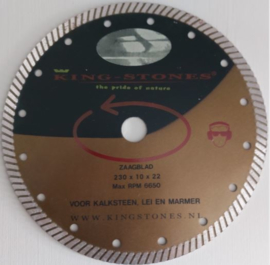 KING-STONES®
the pride of nature
ZAAGBLAD
230 x 10 x 22
Max RPM 6650
VOOR KALKSTEEN, LEI EN MARMER
WWW.KINGSTONES.NL